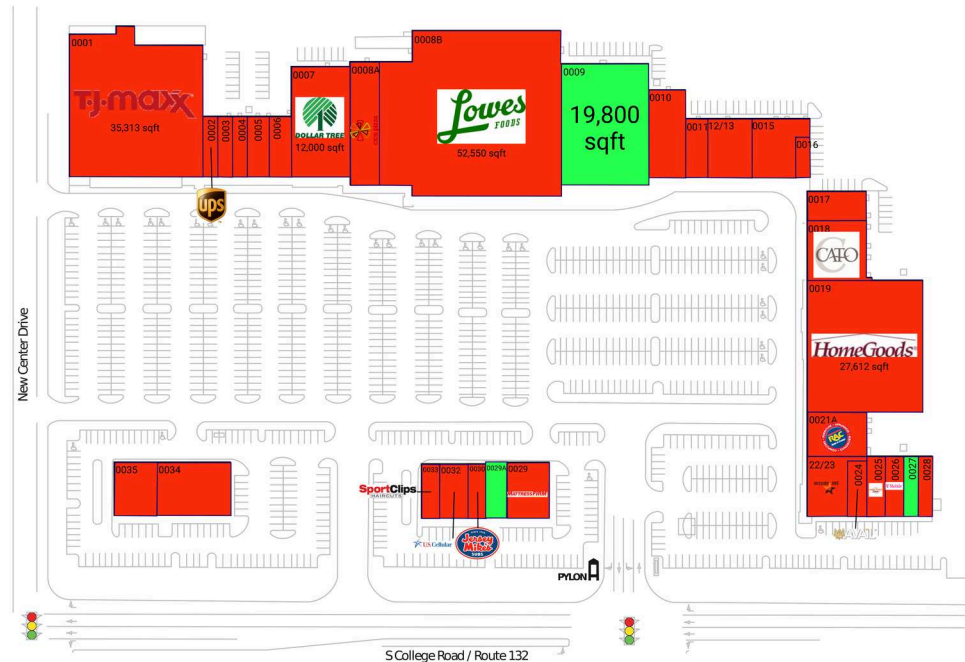 0001
T·J·maxx
35,313 sqft
0002
0003
0004
0005
0006
ups
0007
DOLLAR TREE
12,000 sqft
0008A
0008B
Lowes
FOODS
52,550 sqft
0009
19,800
sqft
0010
0011
12/13
0015
0016
0017
0018
CATO
0019
HomeGoods
27,612 sqft
0021A
RAC
22/23
0024
0025
0026
0027
0028
New Center Drive
0035
0034
0033
0032
0030
0029A
0029
SportClips
HAIRCUTS
MATTRESS FIRM
US Cellular
Jersey
Mike's
SUBS
PYLON
S College Road / Route 132